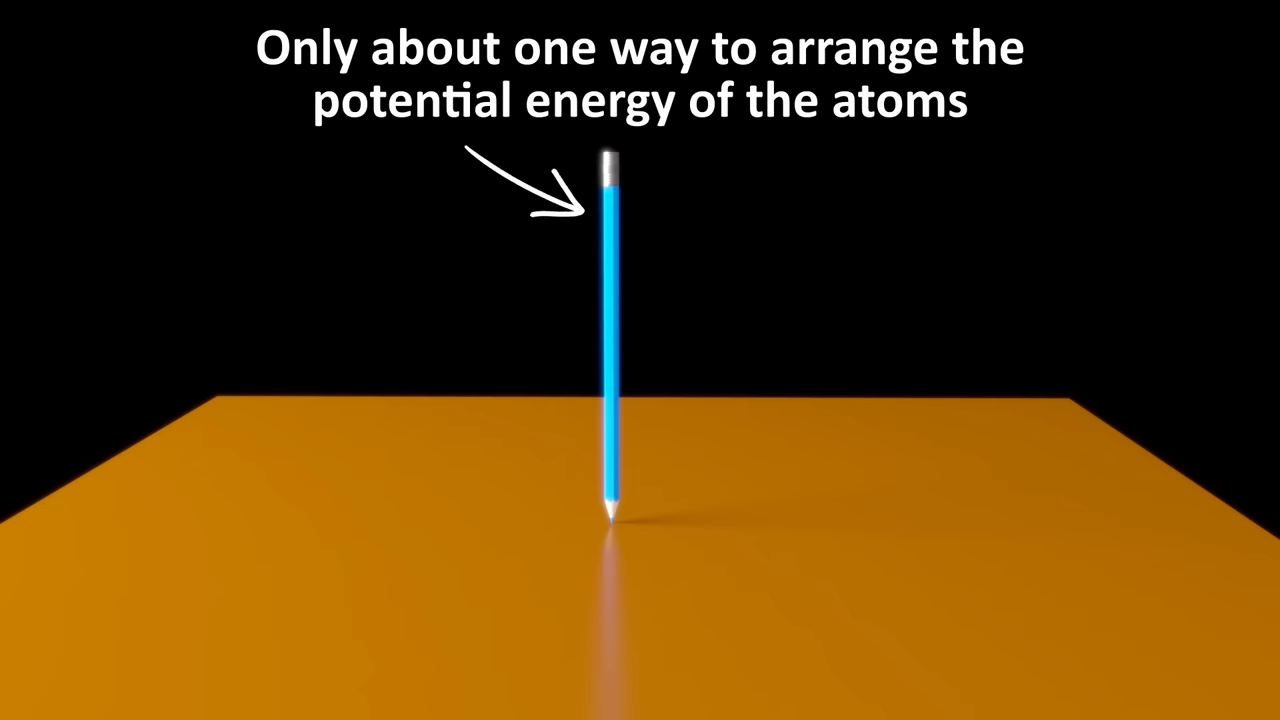 Only about one way to arrange the
potential energy of the atoms